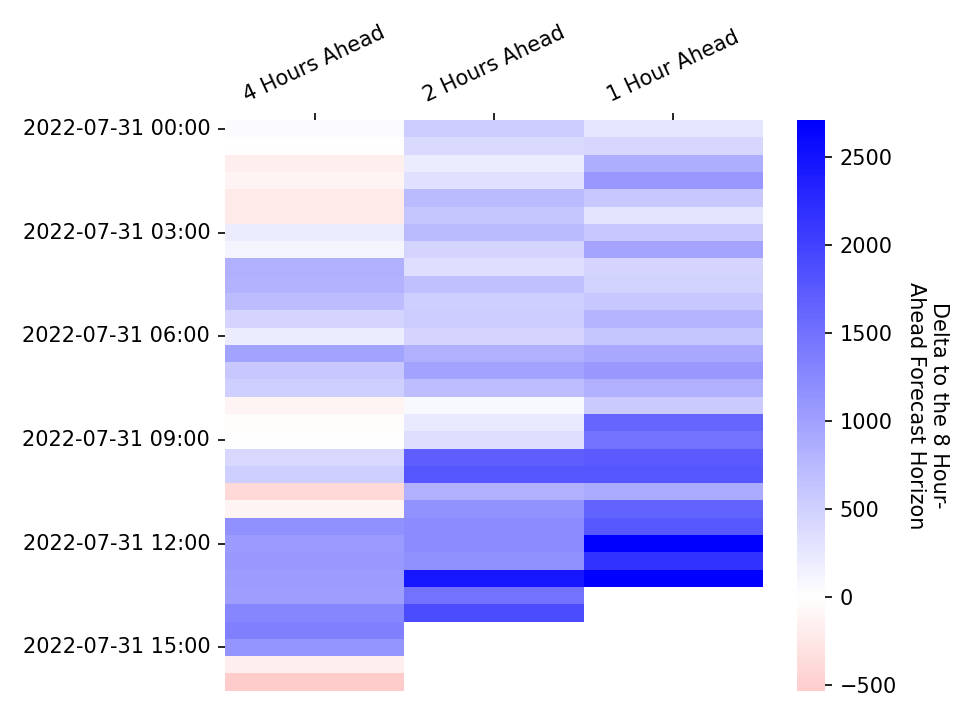 4 Hours Ahead
2 Hours Ahead
1 Hour Ahead
2022-07-31 00:00
2022-07-31 03:00
2022-07-31 06:00
2022-07-31 09:00
2022-07-31 12:00
2022-07-31 15:00
2500
2000
1500
1000
500
0
−500
Delta to the 8 Hour-
Ahead Forecast Horizon